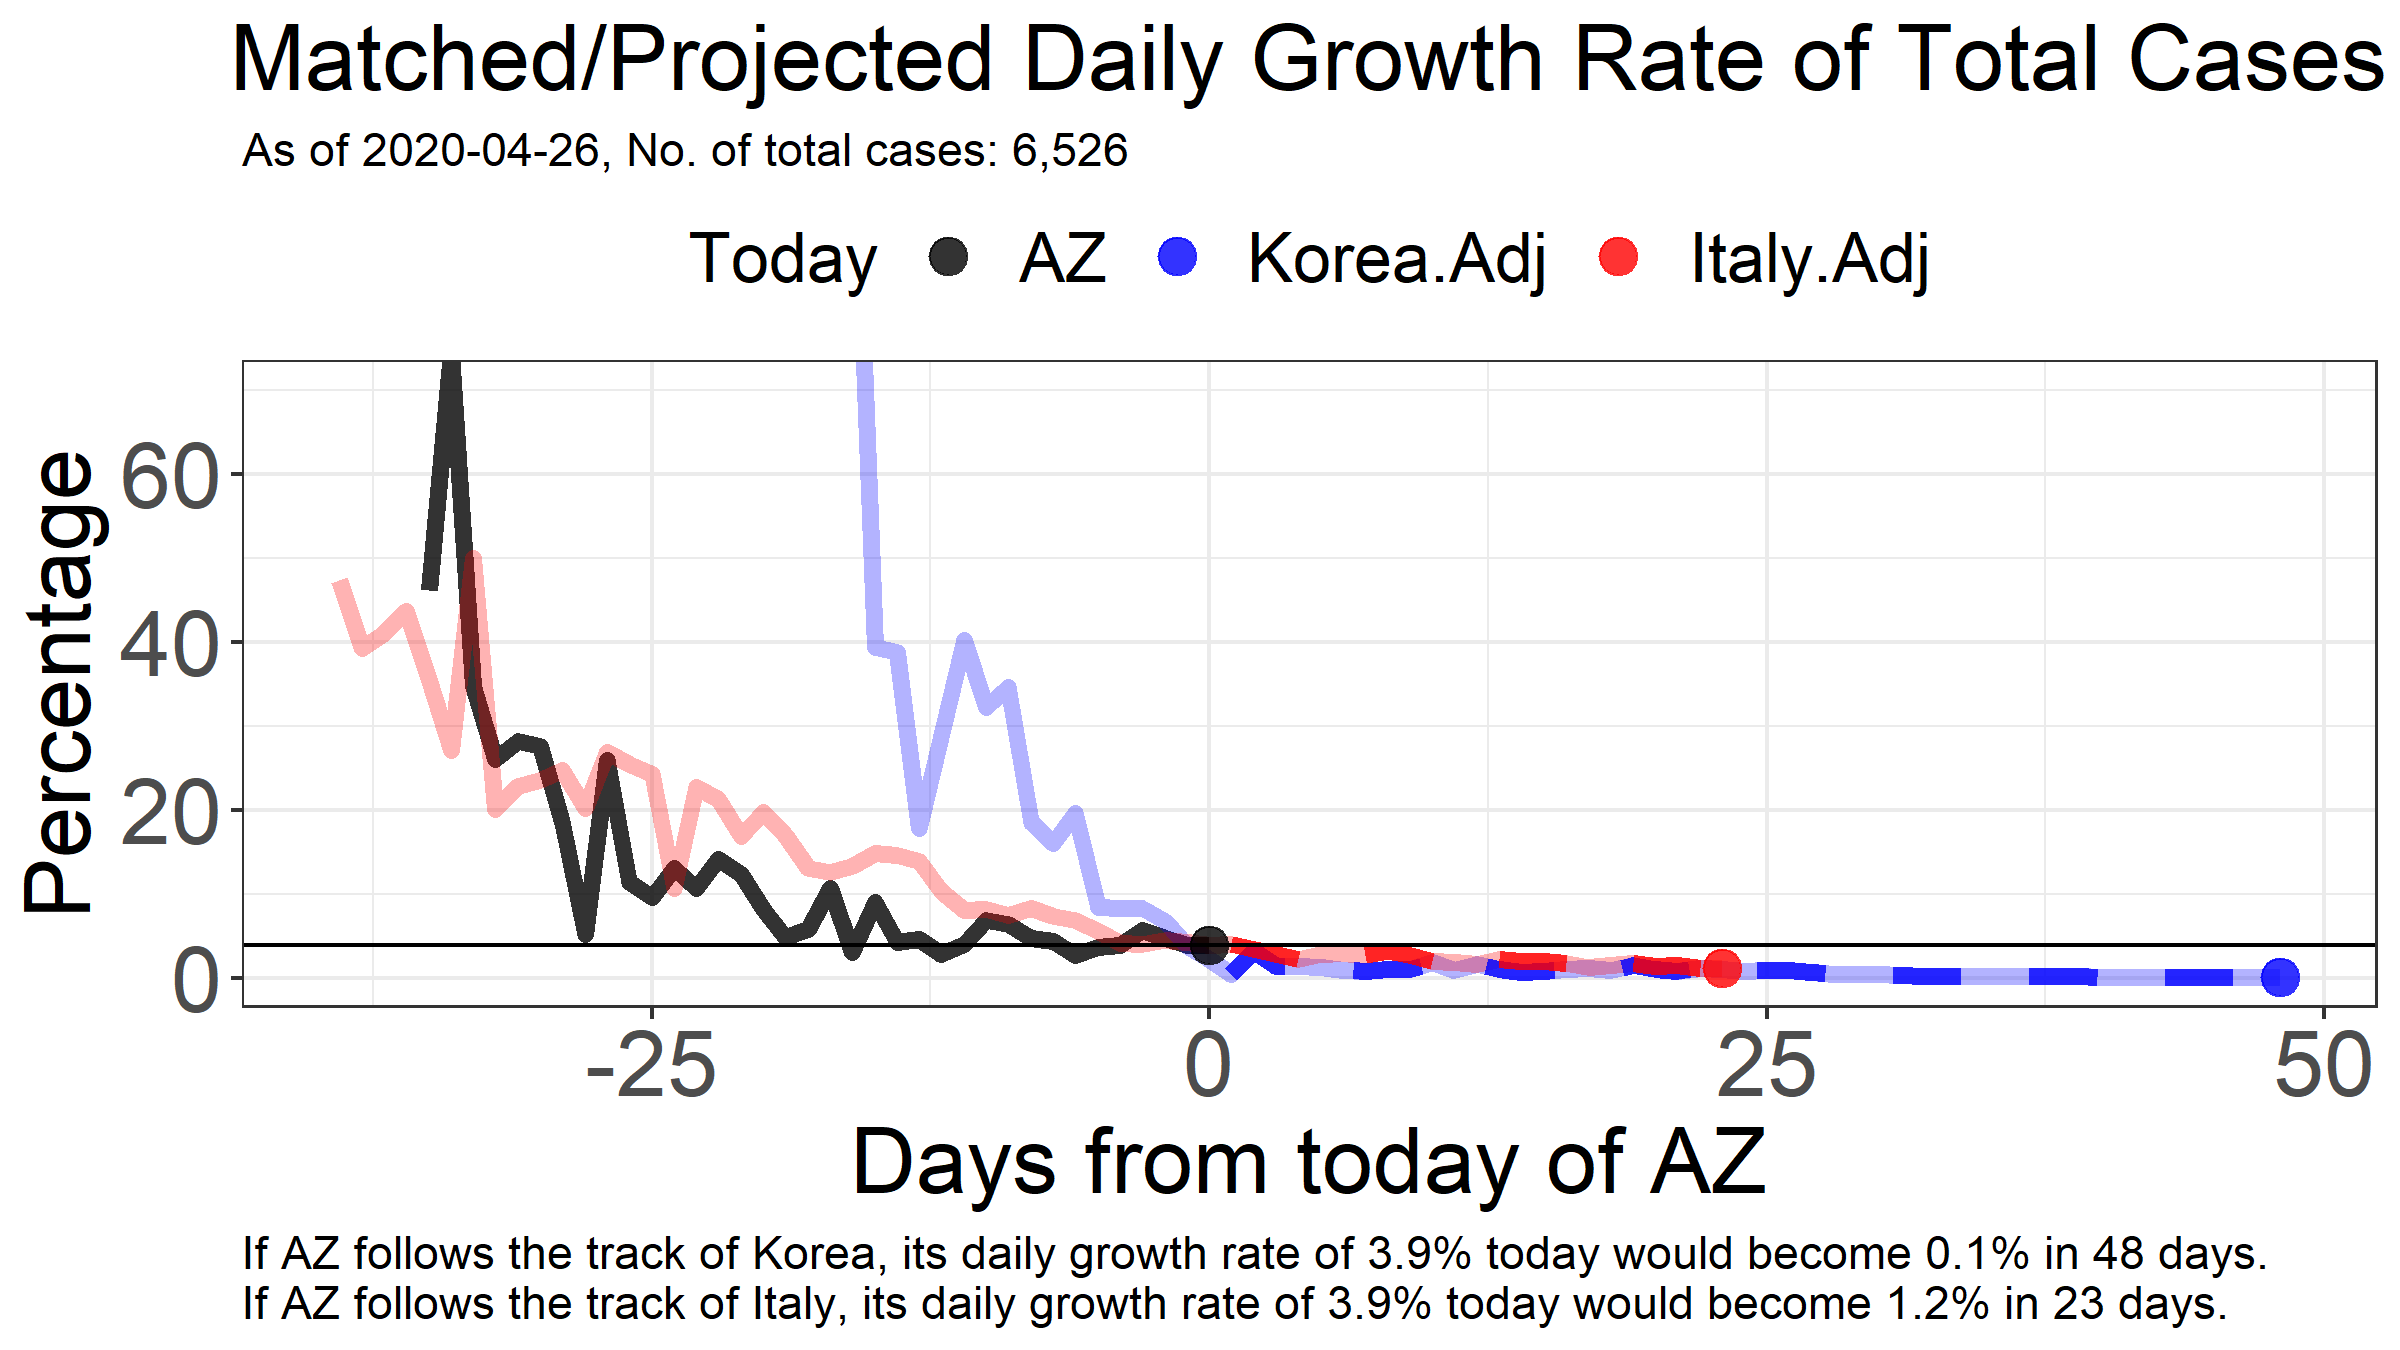 Matched/Projected Daily Growth Rate of Total Cases
As of 2020-04-26, No. of total cases: 6,526
Today AZ Korea.Adj Italy.Adj
Percentage
60
40
20
0
-25 0 25 50
Days from today of AZ
If AZ follows the track of Korea, its daily growth rate of 3.9% today would become 0.1% in 48 days.
If AZ follows the track of Italy, its daily growth rate of 3.9% today would become 1.2% in 23 days.